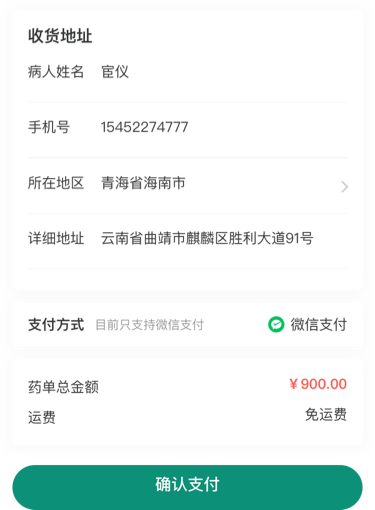 收货地址
病人姓名 宦仪
手机号 15452274777
所在地区 青海省海南市
详细地址 云南省曲靖市麒麟区胜利大道91号
支付方式 目前只支持微信支付 微信支付
药单总金额 ¥900.00
运费 免运费
确认支付